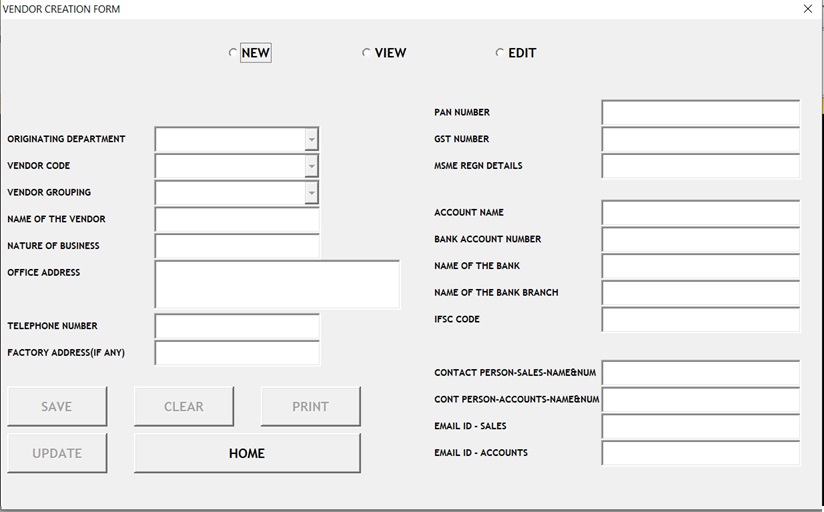 VENDOR CREATION FORM
NEW
VIEW
EDIT
ORIGINATING DEPARTMENT
VENDOR CODE
VENDOR GROUPING
NAME OF THE VENDOR
NATURE OF BUSINESS
OFFICE ADDRESS
TELEPHONE NUMBER
FACTORY ADDRESS(IF ANY)
SAVE
CLEAR
PRINT
UPDATE
HOME
PAN NUMBER
GST NUMBER
MSME REGN DETAILS
ACCOUNT NAME
BANK ACCOUNT NUMBER
NAME OF THE BANK
NAME OF THE BANK BRANCH
IFSC CODE
CONTACT PERSON-SALES-NAME&NUM
CONT PERSON-ACCOUNTS-NAME&NUM
EMAIL ID - SALES
EMAIL ID - ACCOUNTS